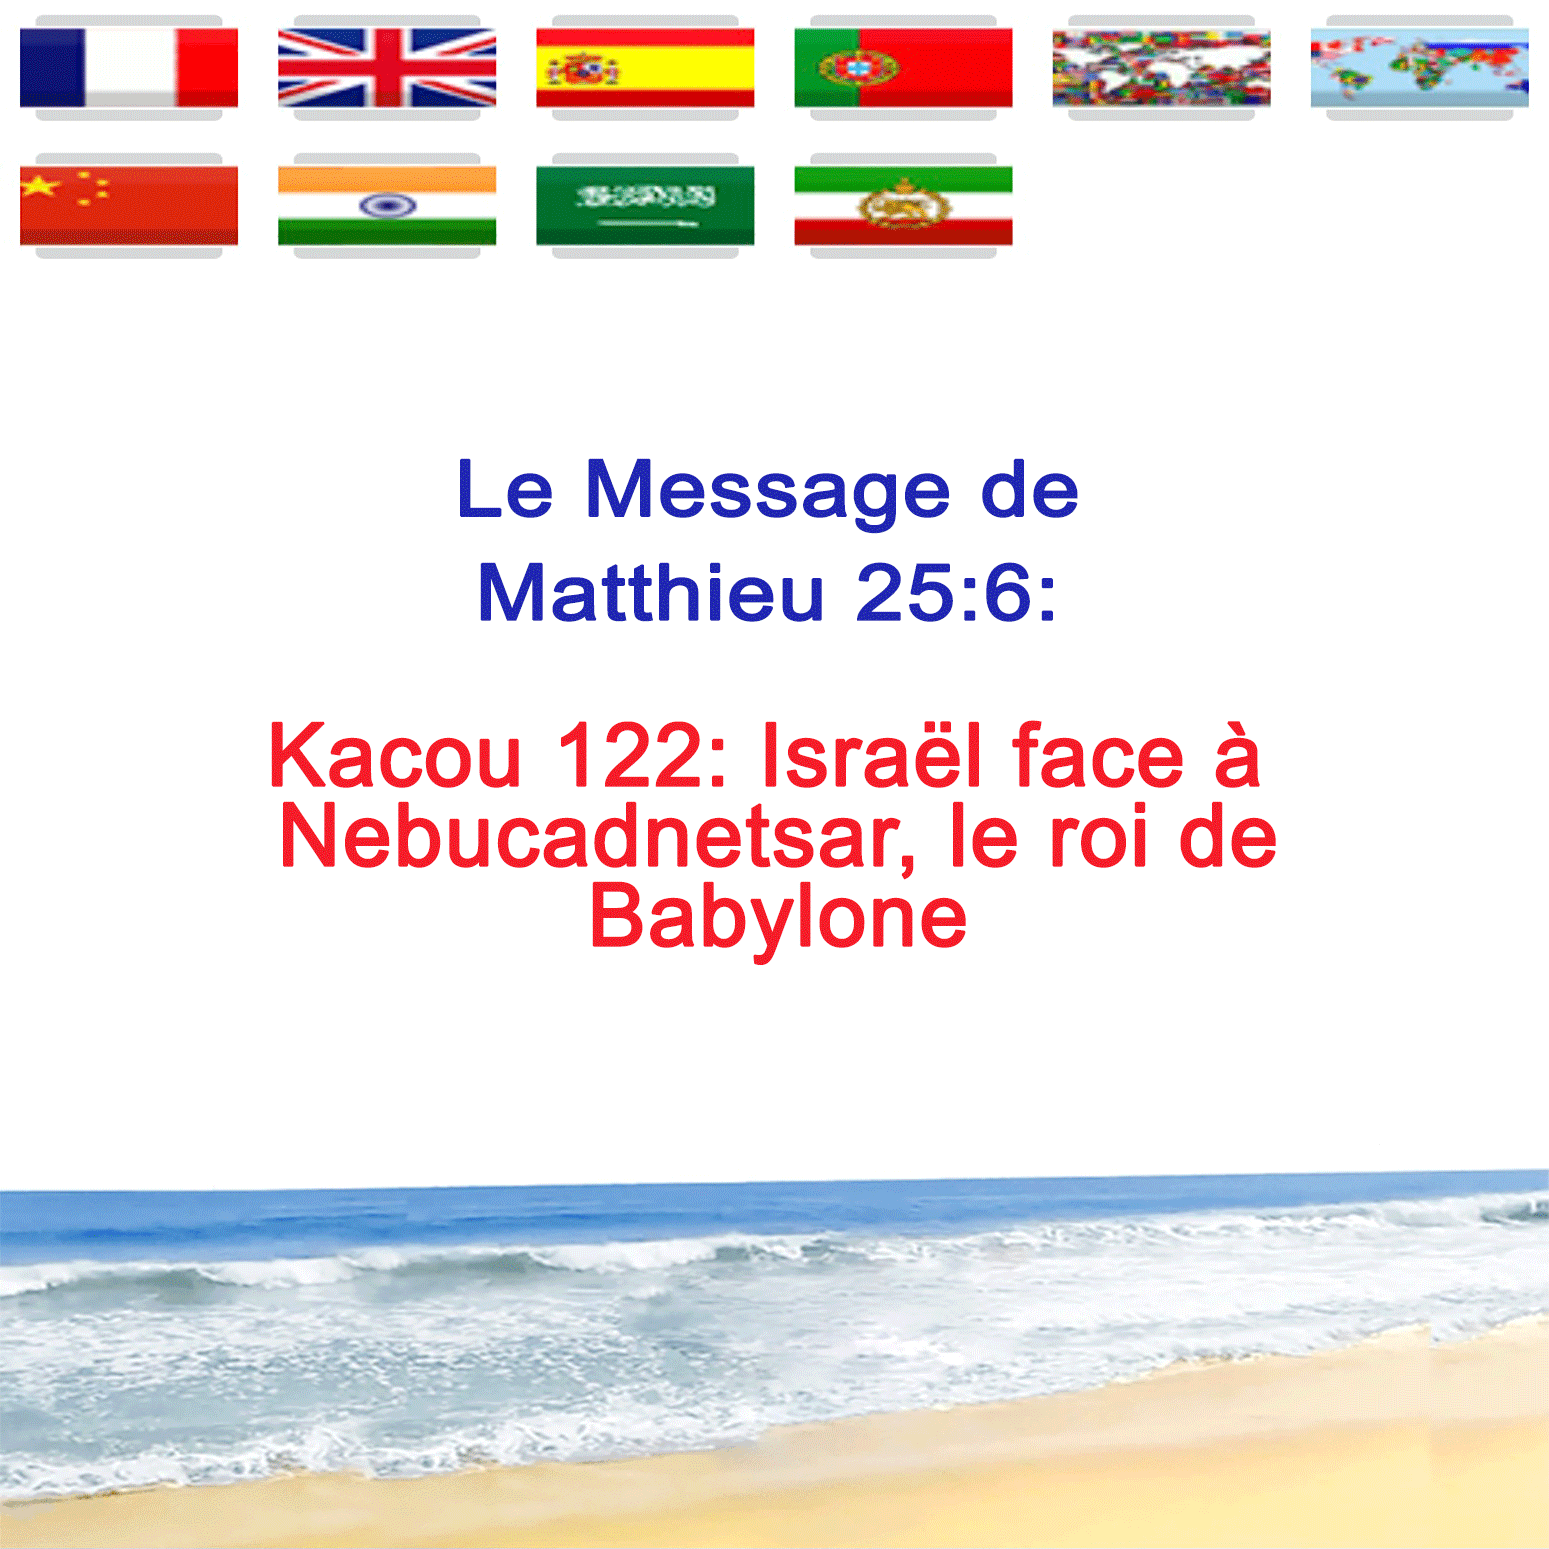 Le Message de
Matthieu 25:6:
Kacou 122: Israël face à
Nebucadnetsar, le roi de
Babylone